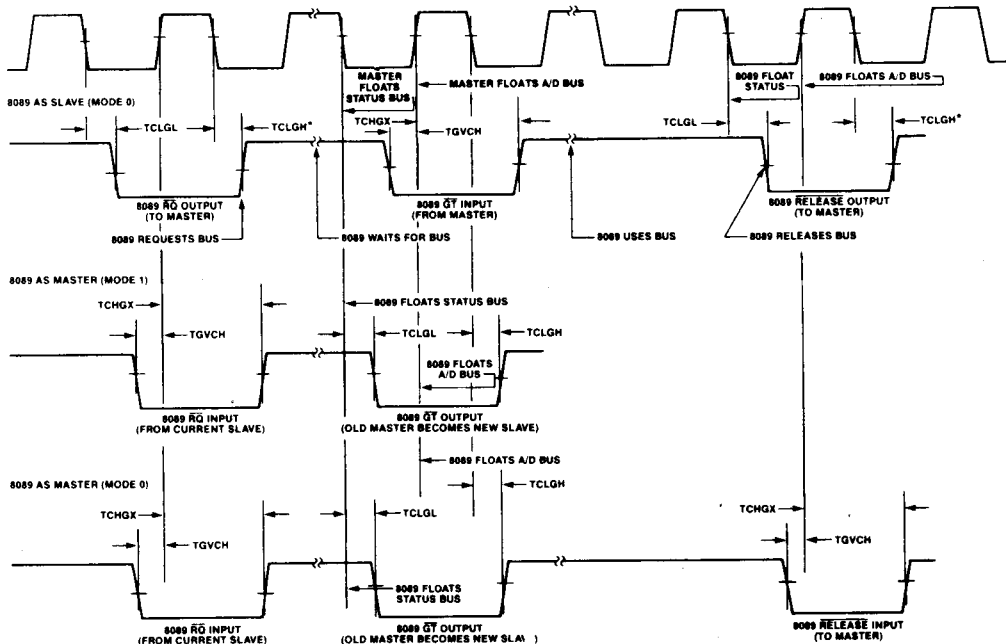 MASTER
FLOATS
STATUS BUS
MASTER FLOATS A/D BUS
8089 FLOAT
STATUS
8089 FLOATS A/D BUS
8089 AS SLAVE (MODE 0)
TCLGL
TCLGH*
TCHGX
TGVCH
TCLGL
TCLGH*
8089 RQ OUTPUT
(TO MASTER)
8089 GT INPUT
(FROM MASTER)
8089 RELEASE OUTPUT
(TO MASTER)
8089 REQUESTS BUS
8089 WAITS FOR BUS
8089 USES BUS
8089 RELEASES BUS
8089 AS MASTER (MODE 1)
TCHGX
8089 FLOATS STATUS BUS
TGVCH
TCLGL
TCLGH
8089 FLOATS
A/D BUS
8089 RQ INPUT
(FROM CURRENT SLAVE)
8089 GT OUTPUT
(OLD MASTER BECOMES NEW SLAVE)
8089 FLOATS A/D BUS
8089 AS MASTER (MODE 0)
TCLGH
TCHGX
TCLGL
TCHGX
TGVCH
TGVCH
8089 FLOATS
STATUS BUS
8089 RQ INPUT
(FROM CURRENT SLAVE)
8089 GT OUTPUT
(OLD MASTER BECOMES NEW SLAV )
8089 RELEASE INPUT
(TO MASTER)